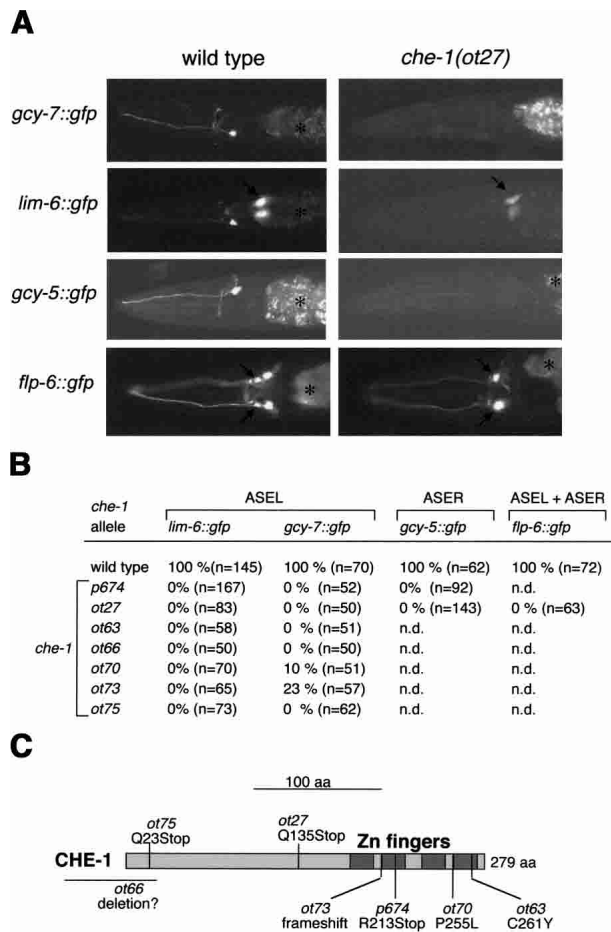 A
wild type che-1(ot27)
gcy-7::gfp
lim-6::gfp
gcy-5::gfp
flp-6::gfp
B
che-1 ASEL ASER ASEL + ASER
allele lim-6::gfp gcy-7::gfp gcy-5::gfp flp-6::gfp
wild type 100 %(n=145) 100 % (n=70) 100 % (n=62) 100 % (n=72)
p674 0% (n=167) 0 % (n=52) 0% (n=92) n.d.
ot27 0% (n=83) 0 % (n=50) 0 % (n=143) 0 % (n=63)
ot63 0% (n=58) 0 % (n=51) n.d. n.d.
che-1 ot66 0% (n=50) 0 % (n=50) n.d. n.d.
ot70 0% (n=70) 10 % (n=51) n.d. n.d.
ot73 0% (n=65) 23 % (n=57) n.d. n.d.
ot75 0% (n=73) 0 % (n=62) n.d. n.d.
C
100 aa
ot75 ot27
Q23Stop Q135Stop Zn fingers
CHE-1 279 aa
ot66 ot73 p674 ot70 ot63
deletion? frameshift R213Stop P255L C261Y